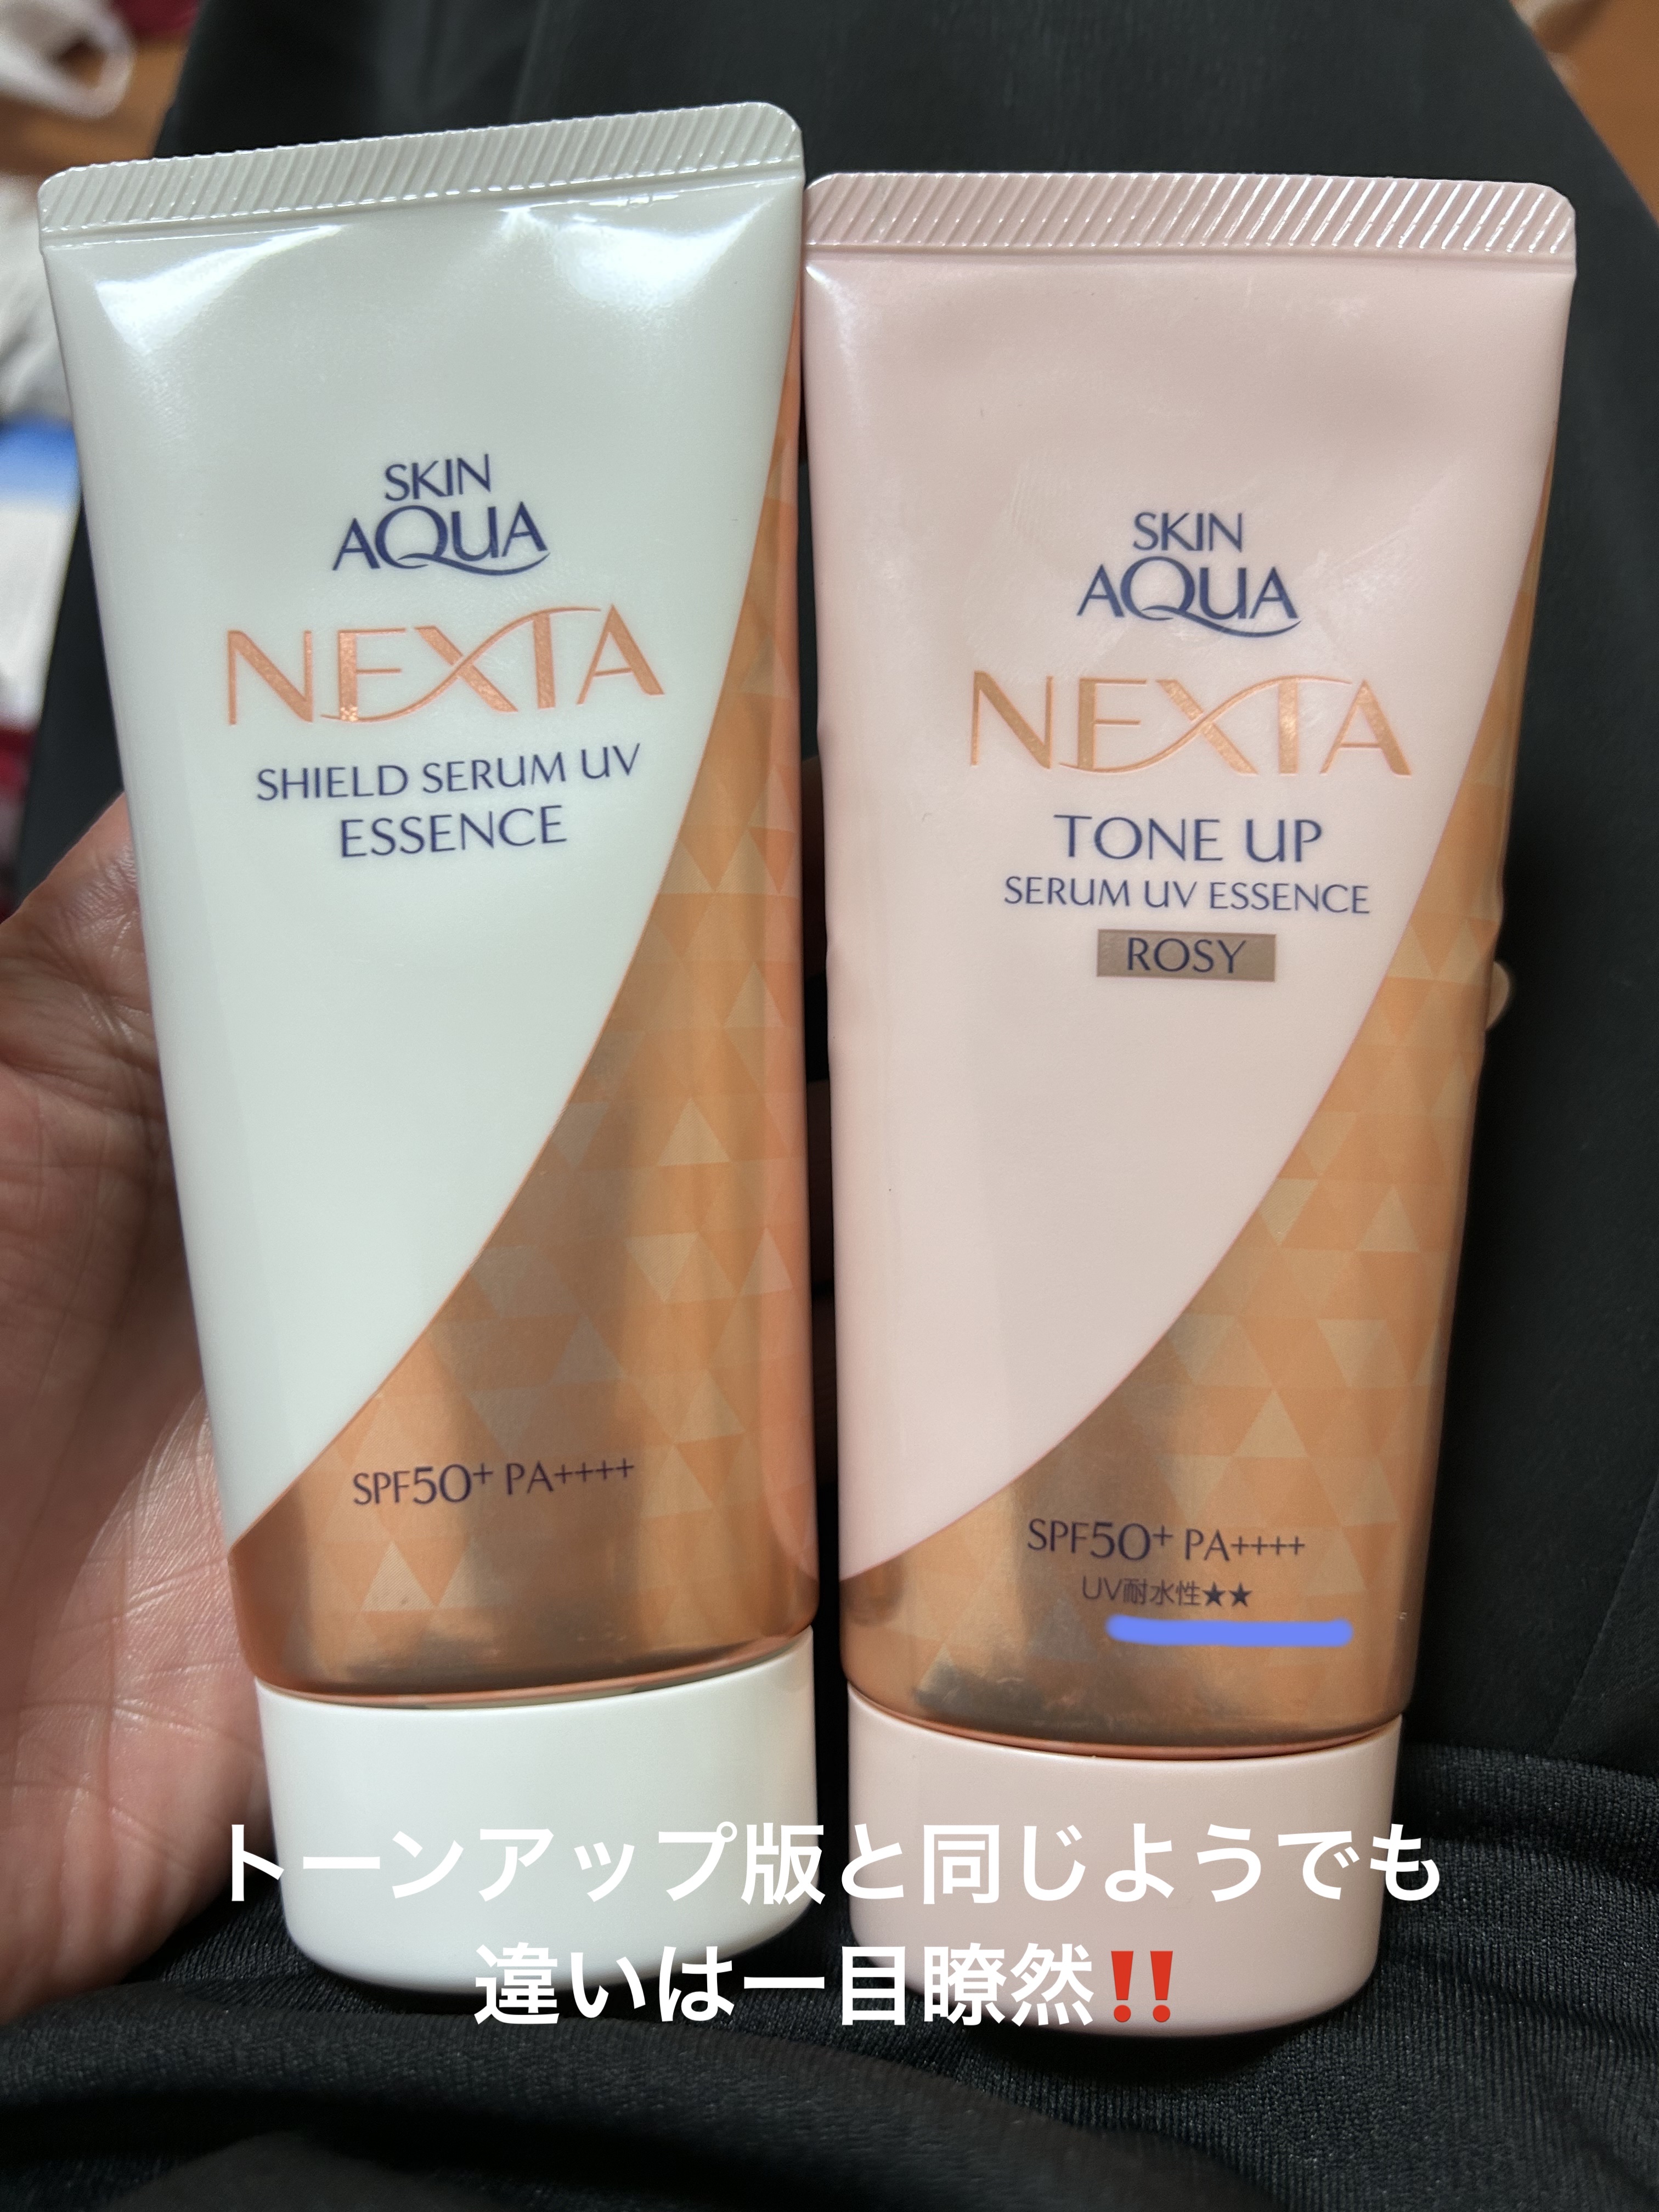 SKIN
AQUA
NEXTA
SHIELD SERUM UV
ESSENCE
SPF50+ PA++++
SKIN
AQUA
NEXTA
TONE UP
SERUM UV ESSENCE
ROSY
SPF50+ PA++++
UV耐水性★★
トーンアップ版と同じようでも
違いは一目瞭然‼️